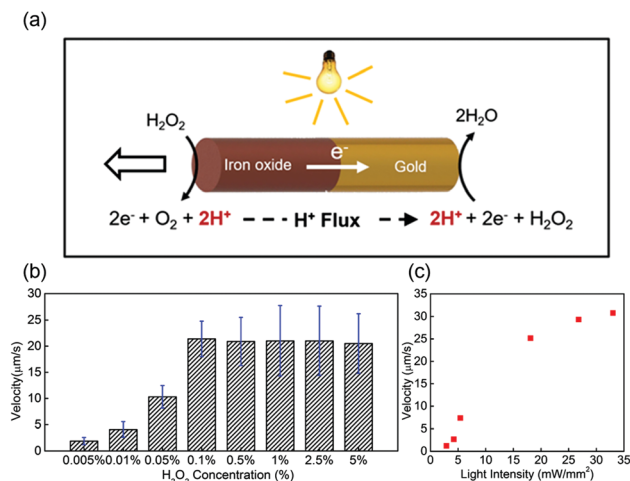 (a)
H₂O₂
2H₂O
e⁻
Iron oxide
Gold
2e⁻ + O₂ + 2H⁺
H⁺ Flux
2H⁺ + 2e⁻ + H₂O₂
(b)
30
25
20
15
10
5
0
Velocity(μm/s)
0.005% 0.01% 0.05% 0.1% 0.5% 1% 2.5% 5%
H₂O₂ Concentration (%)
(c)
35
30
25
20
15
10
5
0
Velocity (μm/s)
0 5 10 15 20 25 30 35
Light Intensity (mW/mm²)